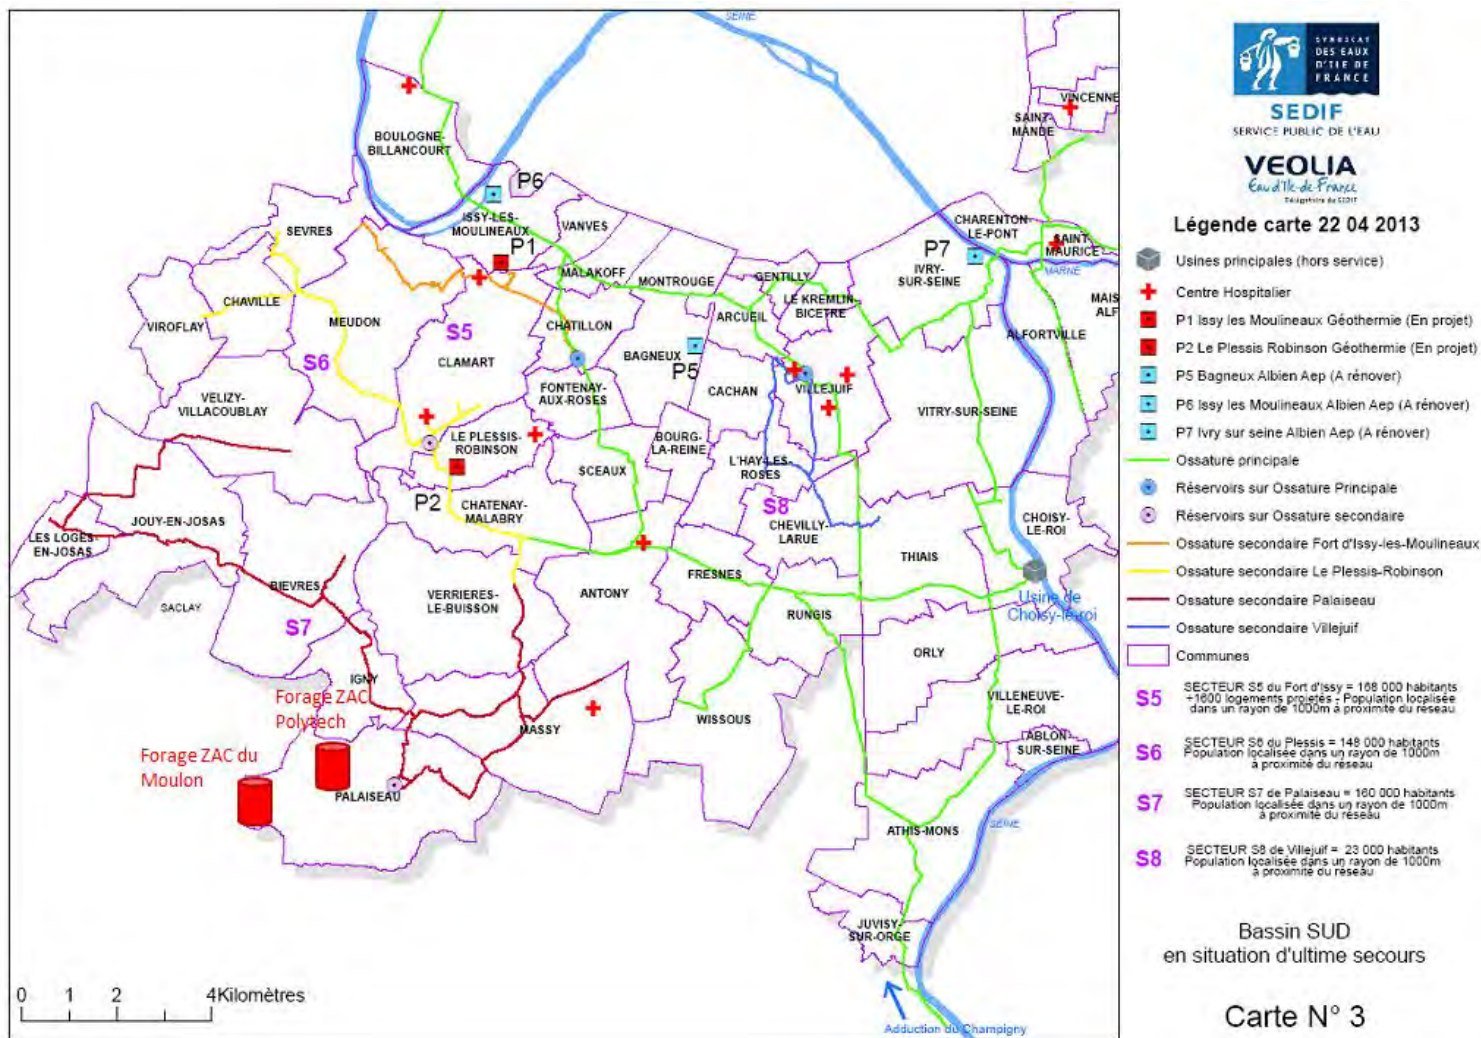 SEINE
VINCENNE
SAINT-
MANDE
BOULOGNE-
BILLANCOURT
P6
ISSY-LES-
MOULINEAUX
VANVES
CHARENTON-
LE-PONT
SEVRES
P1
P7
SAINT-
MAURICE
MALAKOFF
MONTROUGE
GENTILLY
IVRY-
SUR-SEINE
MARNE
CHAVILLE
LE KREMLIN-
BICETRE
MAIS
ALF
VIROFLAY
MEUDON
S5
CHATILLON
ARCUEIL
ALFORTVILLE
S6
CLAMART
BAGNEUX
P5
VELIZY-
VILLACOUBLAY
FONTENAY-
AUX-ROSES
CACHAN
VILLEJUIF
VITRY-SUR-SEINE
LE PLESSIS-
ROBINSON
BOURG-
LA-REINE
SCEAUX
L'HAY-LES-
ROSES
P2
CHATENAY-
MALABRY
S8
JOUY-EN-JOSAS
CHEVILLY-
LARUE
CHOISY-
LE-ROI
LES LOGES-
EN-JOSAS
THIAIS
BIEVRES
FRESNES
SACLAY
VERRIERES-
LE-BUISSON
ANTONY
Usine de
Choisy-le-roi
S7
RUNGIS
ORLY
IGNY
Forage ZAC
Polytech
VILLENEUVE-
LE-ROI
WISSOUS
MASSY
ABLON-
SUR-SEINE
Forage ZAC du
Moulon
PALAISEAU
SEINE
ATHIS-MONS
JUVISY-
SUR-ORGE
0 1 2 4Kilomètres
Adduction du Champigny
SYNDICAT
DES EAUX
D'ILE DE
FRANCE
SEDIF
SERVICE PUBLIC DE L'EAU
VEOLIA
Eau d'Ile-de-France
Délégataire du SEDIF
Légende carte 22 04 2013
Usines principales (hors service)
Centre Hospitalier
P1 Issy les Moulineaux Géothermie (En projet)
P2 Le Plessis Robinson Géothermie (En projet)
P5 Bagneux Albien Aep (A rénover)
P6 Issy les Moulineaux Albien Aep (A rénover)
P7 Ivry sur seine Albien Aep (A rénover)
Ossature principale
Réservoirs sur Ossature Principale
Réservoirs sur Ossature secondaire
Ossature secondaire Fort d'Issy-les-Moulineaux
Ossature secondaire Le Plessis-Robinson
Ossature secondaire Palaiseau
Ossature secondaire Villejuif
Communes
S5
SECTEUR S5 du Fort d'Issy = 168 000 habitants
+1600 logements projetés - Population localisée
dans un rayon de 1000m à proximité du réseau
S6
SECTEUR S6 du Plessis = 148 000 habitants
Population localisée dans un rayon de 1000m
à proximité du réseau
S7
SECTEUR S7 de Palaiseau = 160 000 habitants
Population localisée dans un rayon de 1000m
à proximité du réseau
S8
SECTEUR S8 de Villejuif = 23 000 habitants
Population localisée dans un rayon de 1000m
à proximité du réseau
Bassin SUD
en situation d'ultime secours
Carte N° 3